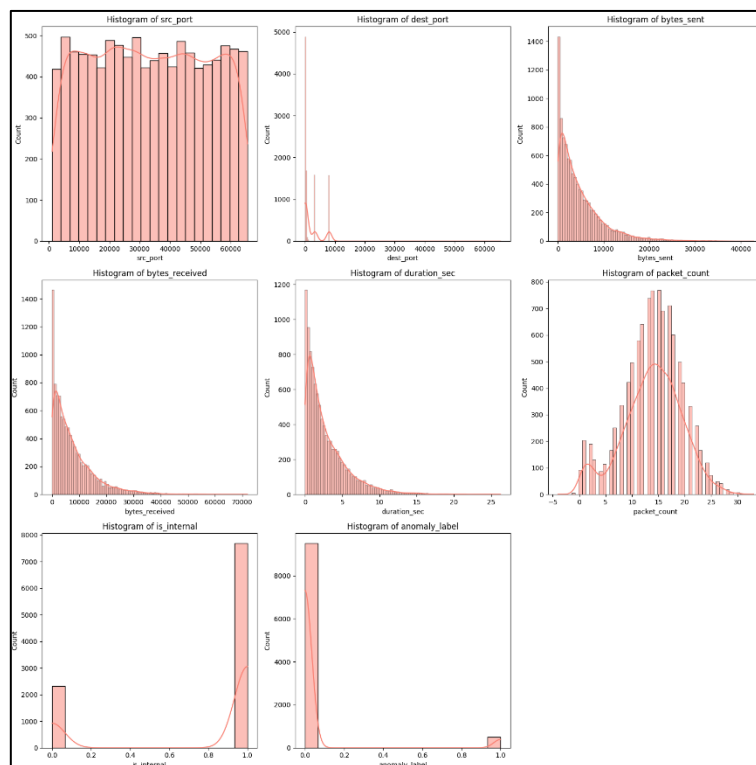 Histogram of src_port
500
400
300
200
100
0
Count
0 10000 20000 30000 40000 50000 60000
src_port
Histogram of dest_port
5000
4000
3000
2000
1000
0
Count
0 10000 20000 30000 40000 50000 60000
dest_port
Histogram of bytes_sent
1400
1200
1000
800
600
400
200
0
Count
0 10000 20000 30000 40000
bytes_sent
Histogram of bytes_received
1400
1200
1000
800
600
400
200
0
Count
0 10000 20000 30000 40000 50000 60000 70000
bytes_received
Histogram of duration_sec
1200
1000
800
600
400
200
0
Count
0 5 10 15 20 25
duration_sec
Histogram of packet_count
800
700
600
500
400
300
200
100
0
Count
−5 0 5 10 15 20 25 30
packet_count
Histogram of is_internal
8000
7000
6000
5000
4000
3000
2000
1000
0
Count
0.0 0.2 0.4 0.6 0.8 1.0
is_internal
Histogram of anomaly_label
8000
6000
4000
2000
0
Count
0.0 0.2 0.4 0.6 0.8 1.0
anomaly_label